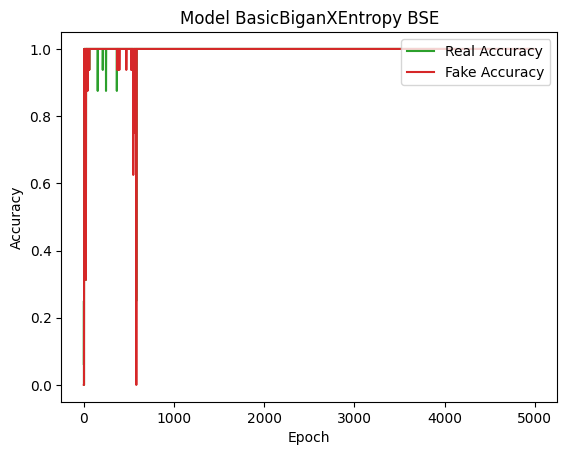 Model BasicBiganXEntropy BSE
Real Accuracy
Fake Accuracy
1.0
0.8
0.6
0.4
0.2
0.0
Accuracy
0
1000
2000
3000
4000
5000
Epoch